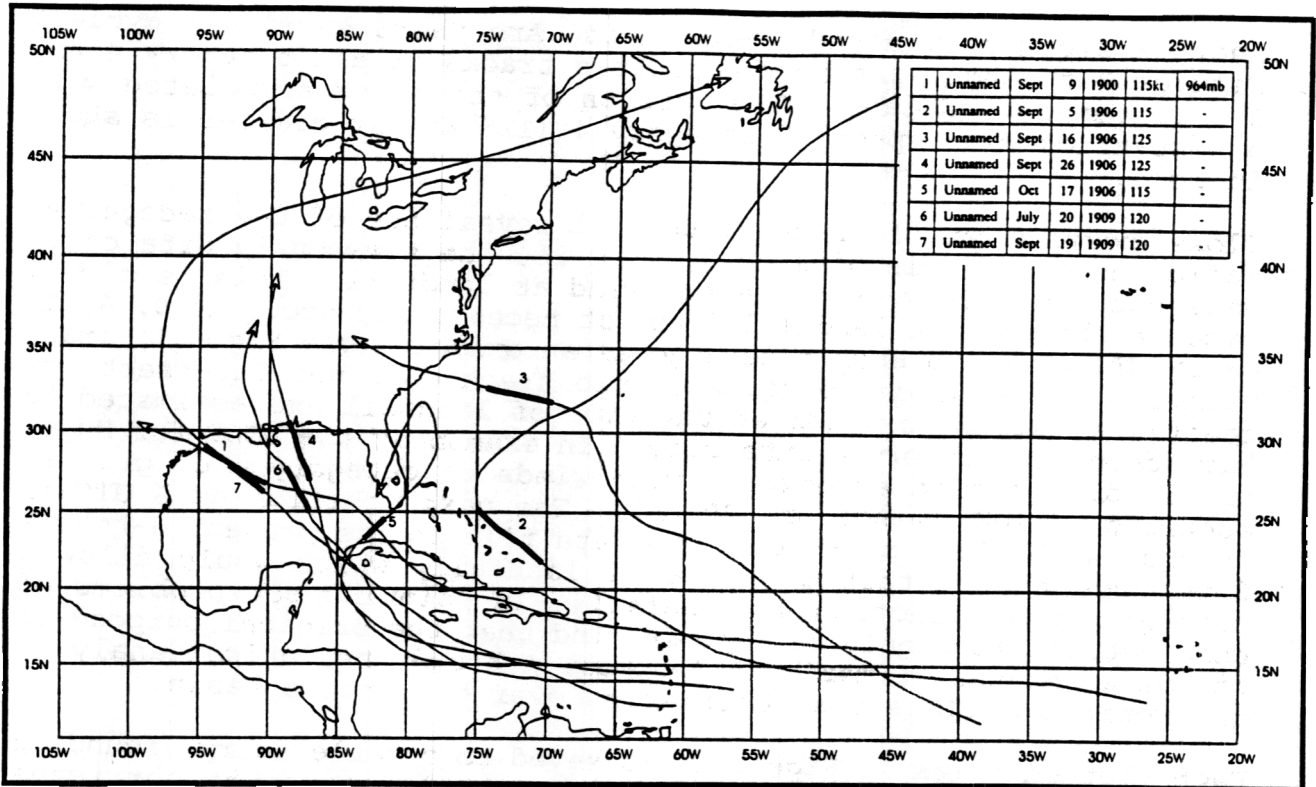 105W 100W 95W 90W 85W 80W 75W 70W 65W 60W 55W 50W 45W 40W 35W 30W 25W 20W
50N 50N
1 Unnamed Sept 9 1900 115kt 964mb
2 Unnamed Sept 5 1906 115 -
3 Unnamed Sept 16 1906 125 -
4 Unnamed Sept 26 1906 125 -
5 Unnamed Oct 17 1906 115 -
6 Unnamed July 20 1909 120 -
7 Unnamed Sept 19 1909 120 -
45N 45N
40N 40N
35N 35N
3
30N 30N
1 4
6
7
25N 25N
5 2
20N 20N
15N 15N
105W 100W 95W 90W 85W 80W 75W 70W 65W 60W 55W 50W 45W 40W 35W 30W 25W 20W